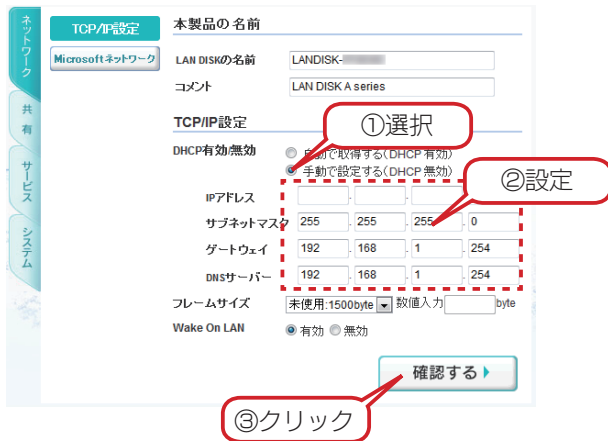 ネットワーク
共有
サービス
システム
TCP/IP設定
Microsoftネットワーク
本製品の名前
LAN DISKの名前 LANDISK-
コメント LAN DISK A series
TCP/IP設定
①選択
DHCP有効/無効 自動で取得する(DHCP 有効)
手動で設定する(DHCP 無効)
②設定
IPアドレス . . .
サブネットマスク 255 . 255 . 255 . 0
ゲートウェイ 192 . 168 . 1 . 254
DNSサーバー 192 . 168 . 1 . 254
フレームサイズ 未使用:1500byte 数値入力 byte
Wake On LAN 有効 無効
確認する
③クリック